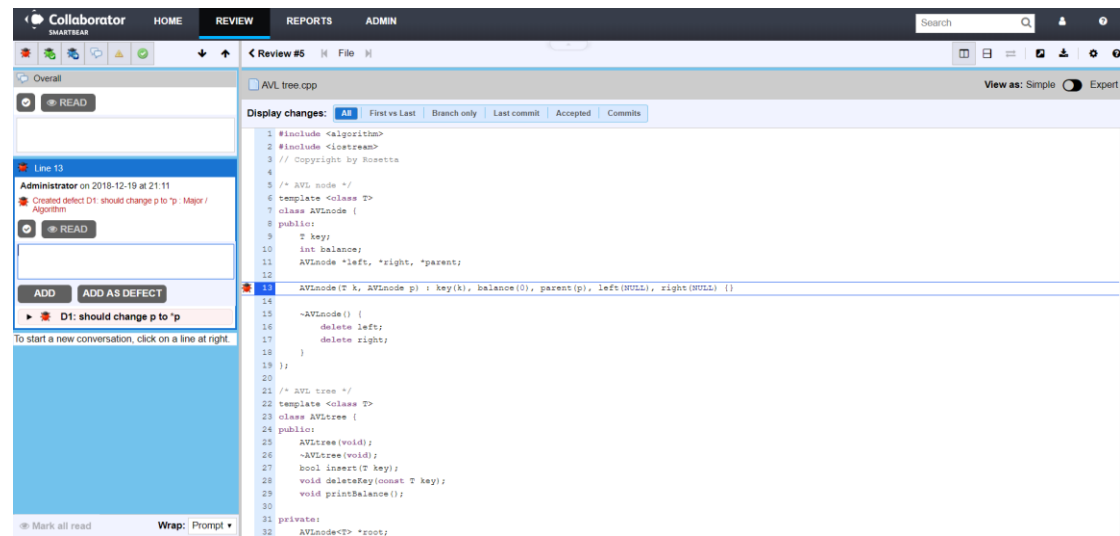 Collaborator HOME REVIEW REPORTS ADMIN Search
SMARTBEAR
< Review #5 File
Overall
READ
Line 13
Administrator on 2018-12-19 at 21:11
Created defect D1: should change p to *p : Major /
Algorithm
READ
ADD ADD AS DEFECT
D1: should change p to *p
To start a new conversation, click on a line at right.
Mark all read Wrap: Prompt
AVL tree.cpp View as: Simple Expert
Display changes: All First vs Last Branch only Last commit Accepted Commits
1 #include <algorithm>
2 #include <iostream>
3 // Copyright by Rosetta
4
5 /* AVL node */
6 template <class T>
7 class AVLnode {
8 public:
9 T key;
10 int balance;
11 AVLnode *left, *right, *parent;
12
13 AVLnode(T k, AVLnode p) : key(k), balance(0), parent(p), left(NULL), right(NULL) {}
14
15 ~AVLnode() {
16 delete left;
17 delete right;
18 }
19 };
20
21 /* AVL tree */
22 template <class T>
23 class AVLtree {
24 public:
25 AVLtree(void);
26 ~AVLtree(void);
27 bool insert(T key);
28 void deleteKey(const T key);
29 void printBalance();
30
31 private:
32 AVLnode<T> *root;